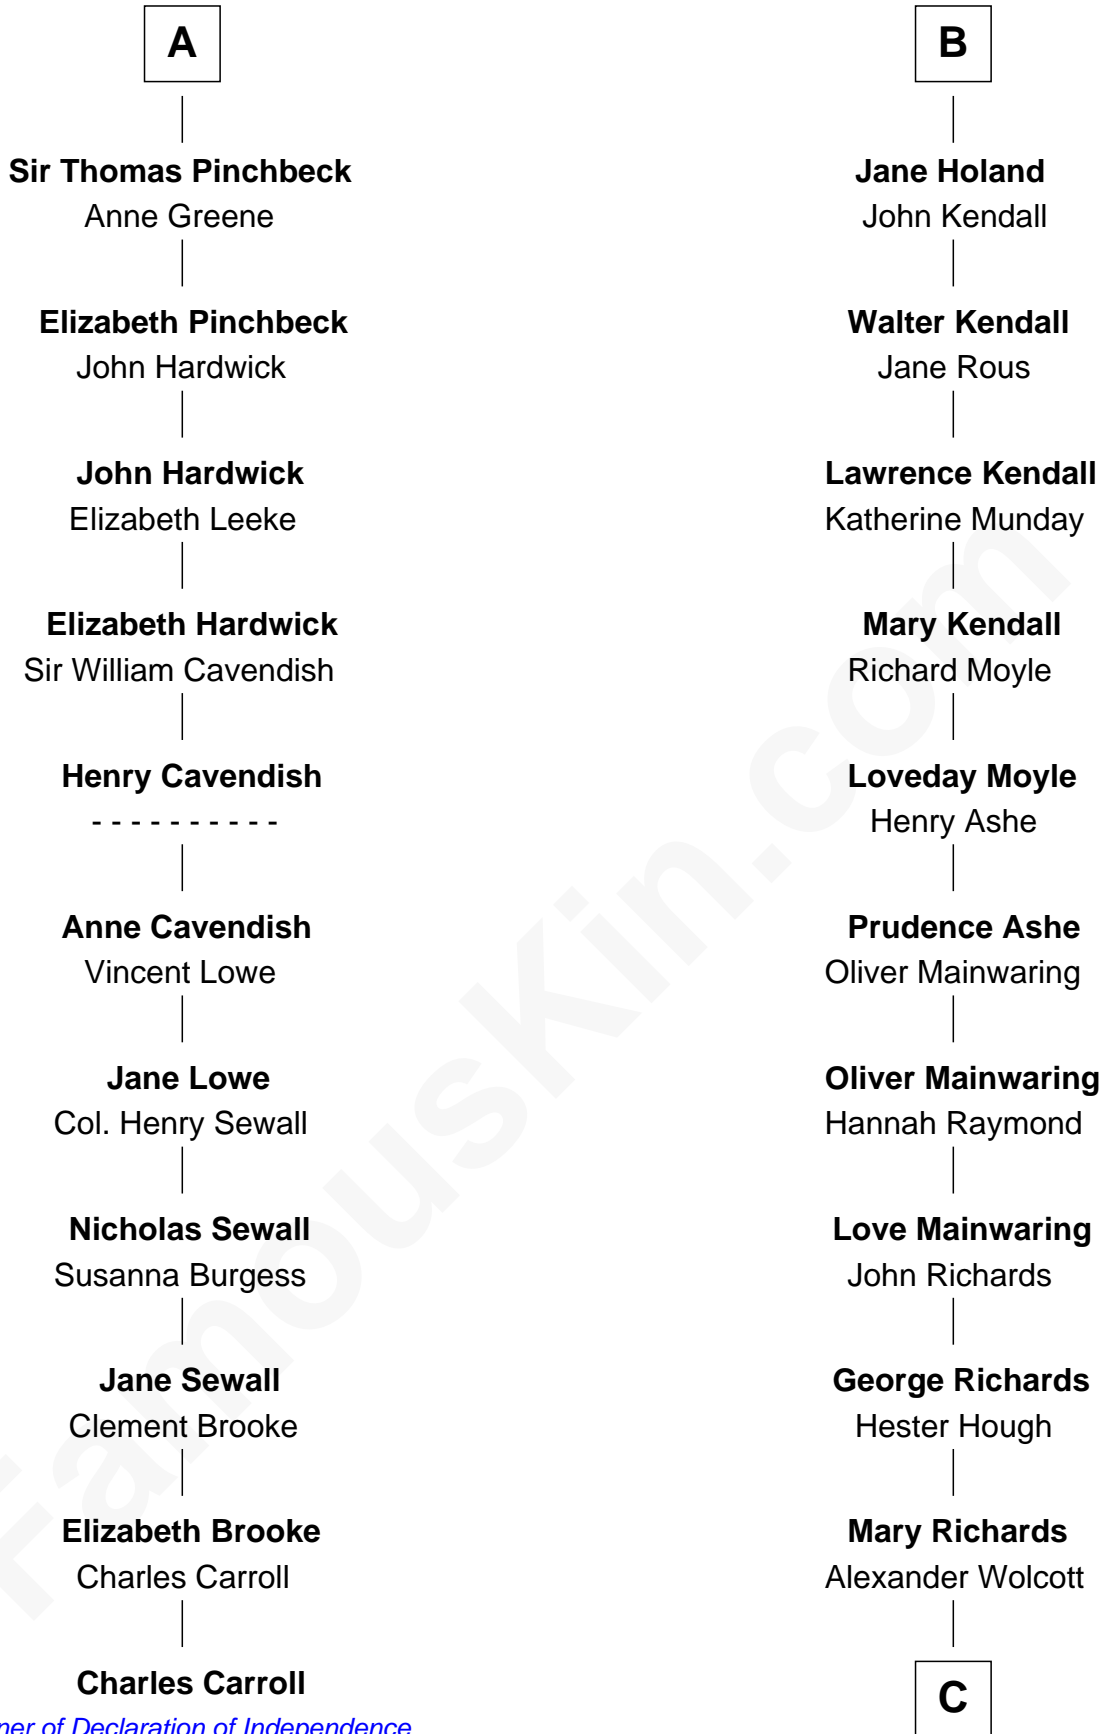 A
Sir Thomas Pinchbeck
Anne Greene
Elizabeth Pinchbeck
John Hardwick
John Hardwick
Elizabeth Leeke
Elizabeth Hardwick
Sir William Cavendish
Henry Cavendish
- - - - - - - - - -
Anne Cavendish
Vincent Lowe
Jane Lowe
Col. Henry Sewall
Nicholas Sewall
Susanna Burgess
Jane Sewall
Clement Brooke
Elizabeth Brooke
Charles Carroll
Charles Carroll
ner of Declaration of Independence
B
Jane Holand
John Kendall
Walter Kendall
Jane Rous
Lawrence Kendall
Katherine Munday
Mary Kendall
Richard Moyle
Loveday Moyle
Henry Ashe
Prudence Ashe
Oliver Mainwaring
Oliver Mainwaring
Hannah Raymond
Love Mainwaring
John Richards
George Richards
Hester Hough
Mary Richards
Alexander Wolcott
C
FamousKin.com